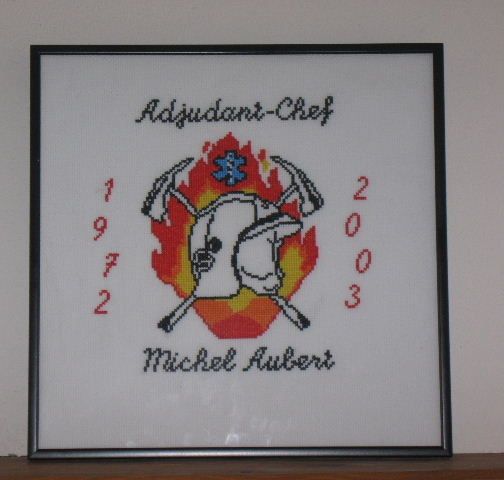 Adjudant-Chef
1972
2003
Michel Aubert